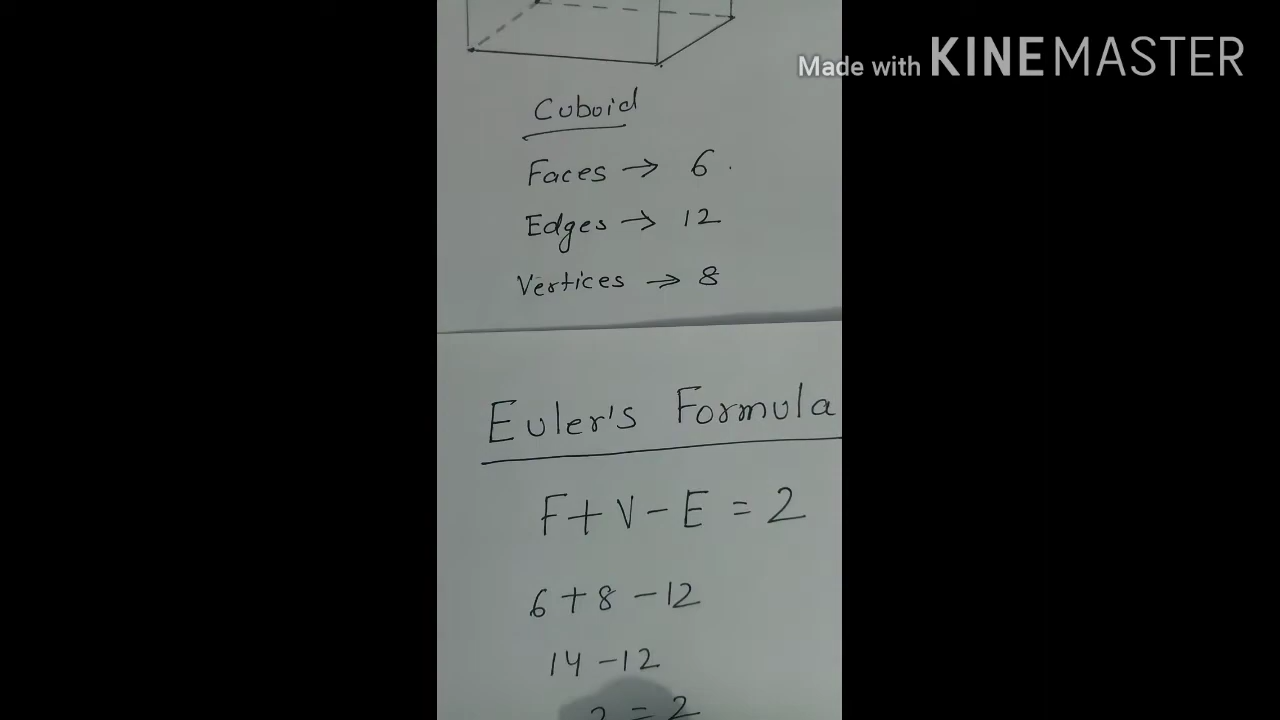 Made with KINEMASTER
Cuboid
Faces → 6
Edges → 12
Vertices → 8
Euler's Formula
F + V - E = 2
6 + 8 - 12
14 - 12
2 = 2